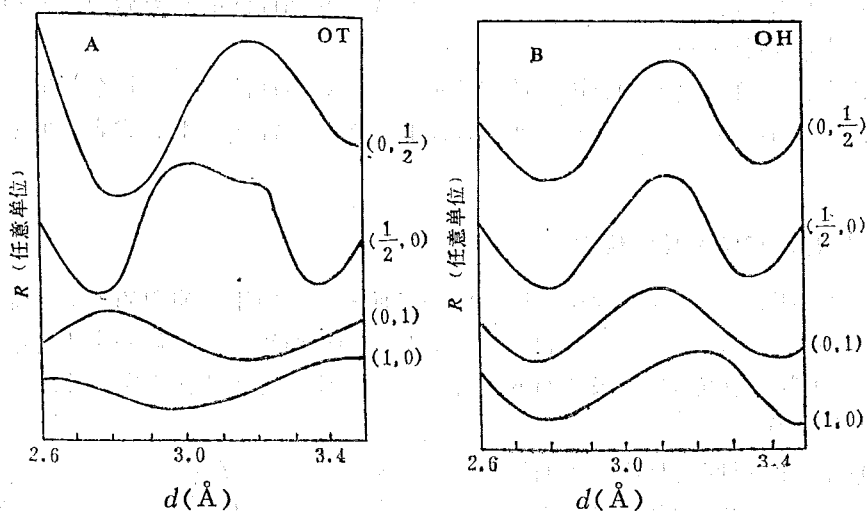 A
OT
(0, 1/2)
(1/2, 0)
(0,1)
(1,0)
R (任意单位)
2.6 3.0 3.4
d(Å)
B
OH
(0, 1/2)
(1/2, 0)
(0,1)
(1,0)
R (任意单位)
2.6 3.0 3.4
d(Å)